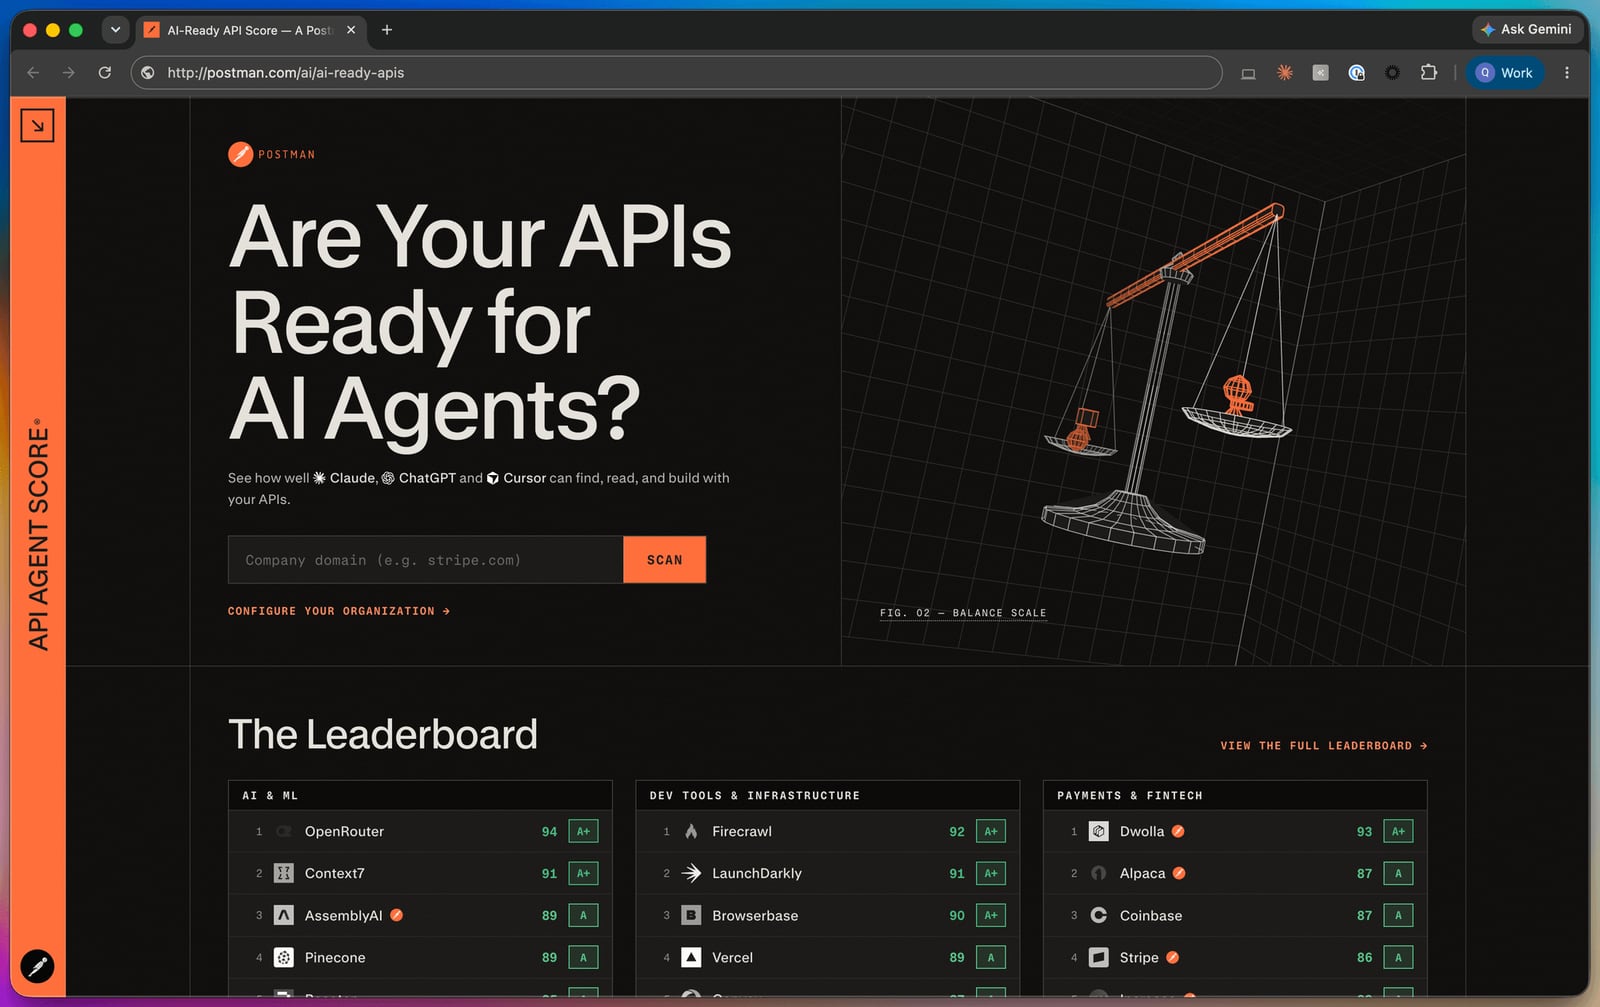 AI-Ready API Score — A Post
Ask Gemini
http://postman.com/ai/ai-ready-apis
Q Work
API AGENT SCORE®
POSTMAN
Are Your APIs
Ready for
AI Agents?
See how well Claude, ChatGPT and Cursor can find, read, and build with
your APIs.
Company domain (e.g. stripe.com)
SCAN
CONFIGURE YOUR ORGANIZATION →
FIG. 02 — BALANCE SCALE
The Leaderboard
VIEW THE FULL LEADERBOARD →
AI & ML
1 OpenRouter 94 A+
2 Context7 91 A+
3 AssemblyAI 89 A
4 Pinecone 89 A
DEV TOOLS & INFRASTRUCTURE
1 Firecrawl 92 A+
2 LaunchDarkly 91 A+
3 B Browserbase 90 A+
4 Vercel 89 A
PAYMENTS & FINTECH
1 Dwolla 93 A+
2 Alpaca 87 A
3 Coinbase 87 A
4 Stripe 86 A